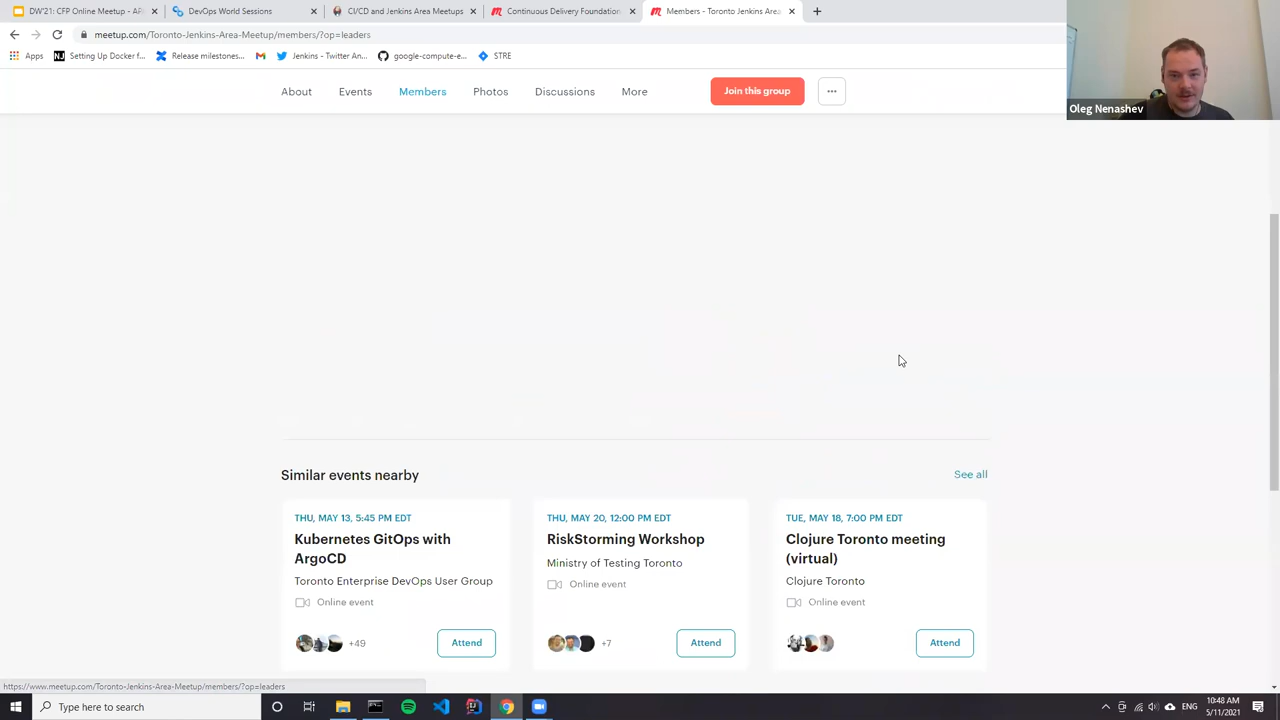 DW'21: CFP Online Meetup - AP
DevOps World Sessions
CI/CD and Jenkins Area Meetups
Continuous Delivery Foundation
Members - Toronto Jenkins Area
meetup.com/Toronto-Jenkins-Area-Meetup/members/?op=leaders
Apps
Setting Up Docker f...
Release milestones...
Jenkins - Twitter An...
google-compute-e...
STRE
About
Events
Members
Photos
Discussions
More
Join this group
Oleg Nenashev
Similar events nearby
See all
THU, MAY 13, 5:45 PM EDT
Kubernetes GitOps with
ArgoCD
Toronto Enterprise DevOps User Group
Online event
+49
Attend
THU, MAY 20, 12:00 PM EDT
RiskStorming Workshop
Ministry of Testing Toronto
Online event
+7
Attend
TUE, MAY 18, 7:00 PM EDT
Clojure Toronto meeting
(virtual)
Clojure Toronto
Online event
Attend
https://www.meetup.com/Toronto-Jenkins-Area-Meetup/members/?op=leaders
Type here to search
ENG
10:48 AM
5/11/2021